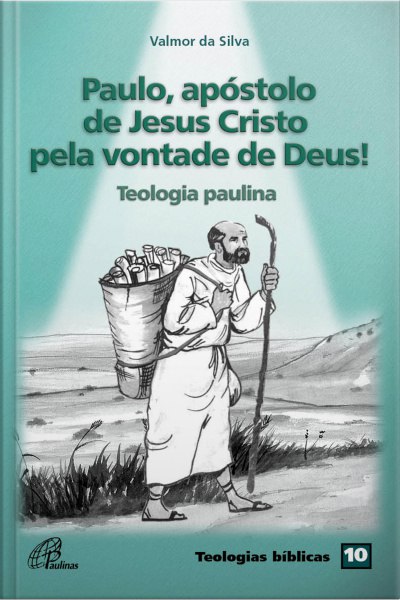 Valmor da Silva
Paulo, apóstolo
de Jesus Cristo
pela vontade de Deus!
Teologia paulina
Paulinas
Teologias bíblicas 10